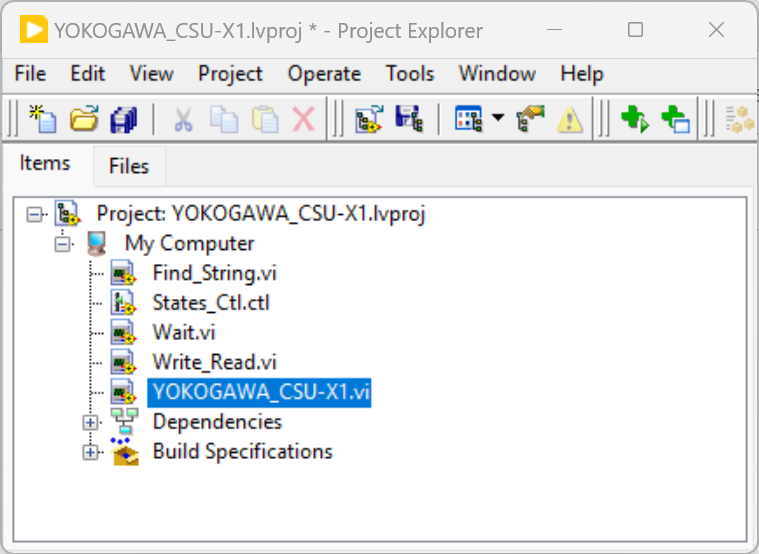 YOKOGAWA_CSU-X1.lvproj * - Project Explorer
File Edit View Project Operate Tools Window Help
Items Files
Project: YOKOGAWA_CSU-X1.lvproj
My Computer
Find_String.vi
States_Ctl.ctl
Wait.vi
Write_Read.vi
YOKOGAWA_CSU-X1.vi
Dependencies
Build Specifications